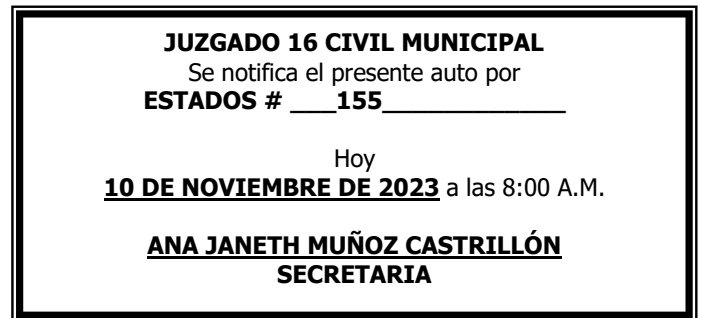 JUZGADO 16 CIVIL MUNICIPAL
Se notifica el presente auto por
ESTADOS # ___155____________
Hoy
10 DE NOVIEMBRE DE 2023 a las 8:00 A.M.
ANA JANETH MUÑOZ CASTRILLÓN
SECRETARIA